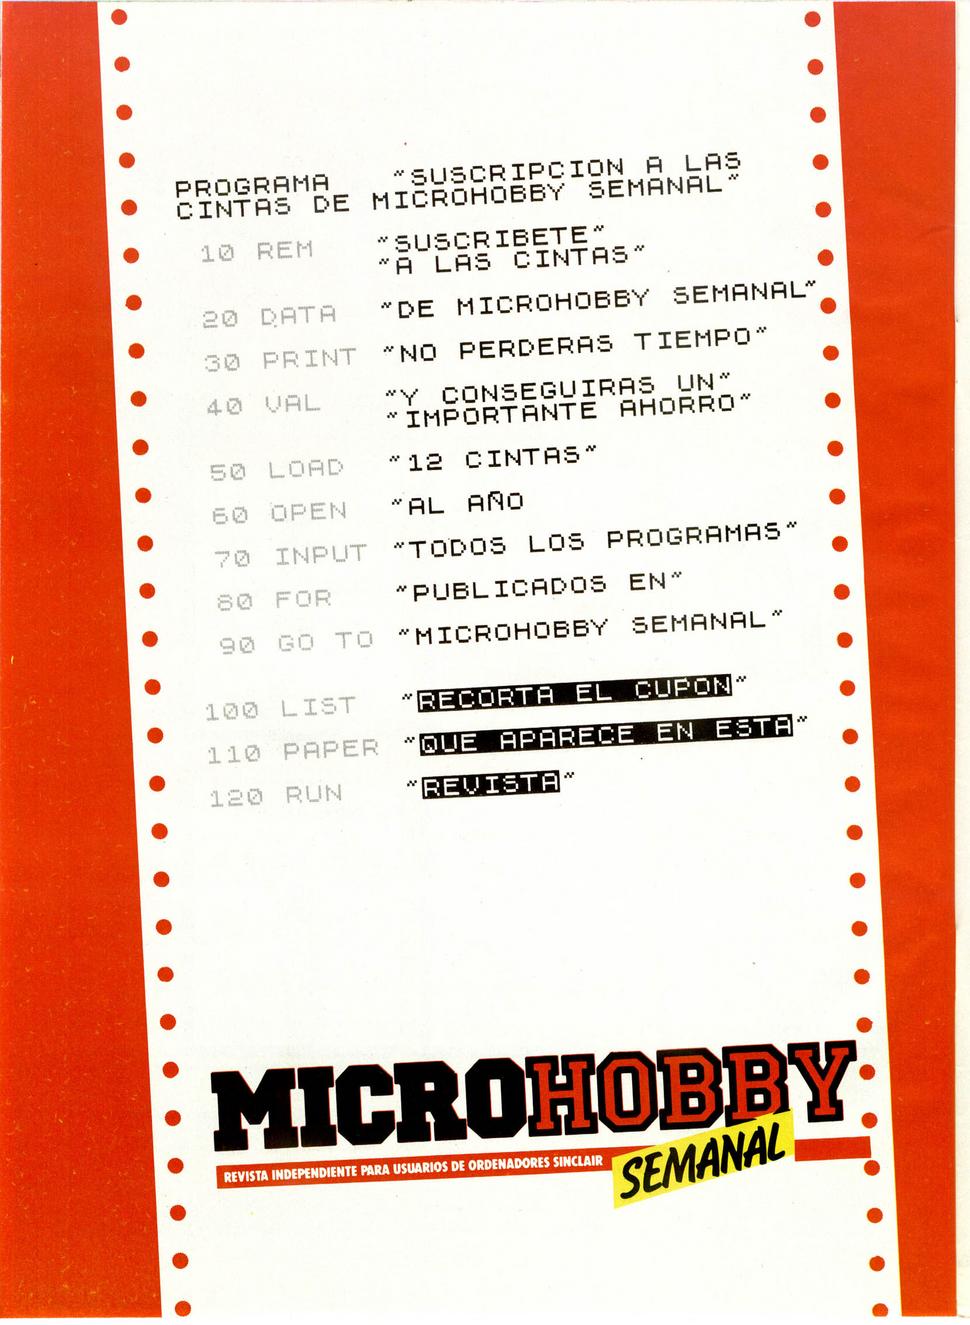 PROGRAMA "SUSCRIPCION A LAS
CINTAS DE MICROHOBBY SEMANAL"
10 REM "SUSCRIBETE"
"A LAS CINTAS"
20 DATA "DE MICROHOBBY SEMANAL"
30 PRINT "NO PERDERAS TIEMPO"
40 VAL "Y CONSEGUIRAS UN"
"IMPORTANTE AHORRO"
50 LOAD "12 CINTAS"
60 OPEN "AL AÑO
70 INPUT "TODOS LOS PROGRAMAS"
80 FOR "PUBLICADOS EN"
90 GO TO "MICROHOBBY SEMANAL"
100 LIST "RECORTA EL CUPON"
110 PAPER "QUE APARECE EN ESTA"
120 RUN "REVISTA"
MICROHOBBY
REVISTA INDEPENDIENTE PARA USUARIOS DE ORDENADORES SINCLAIR
SEMANAL